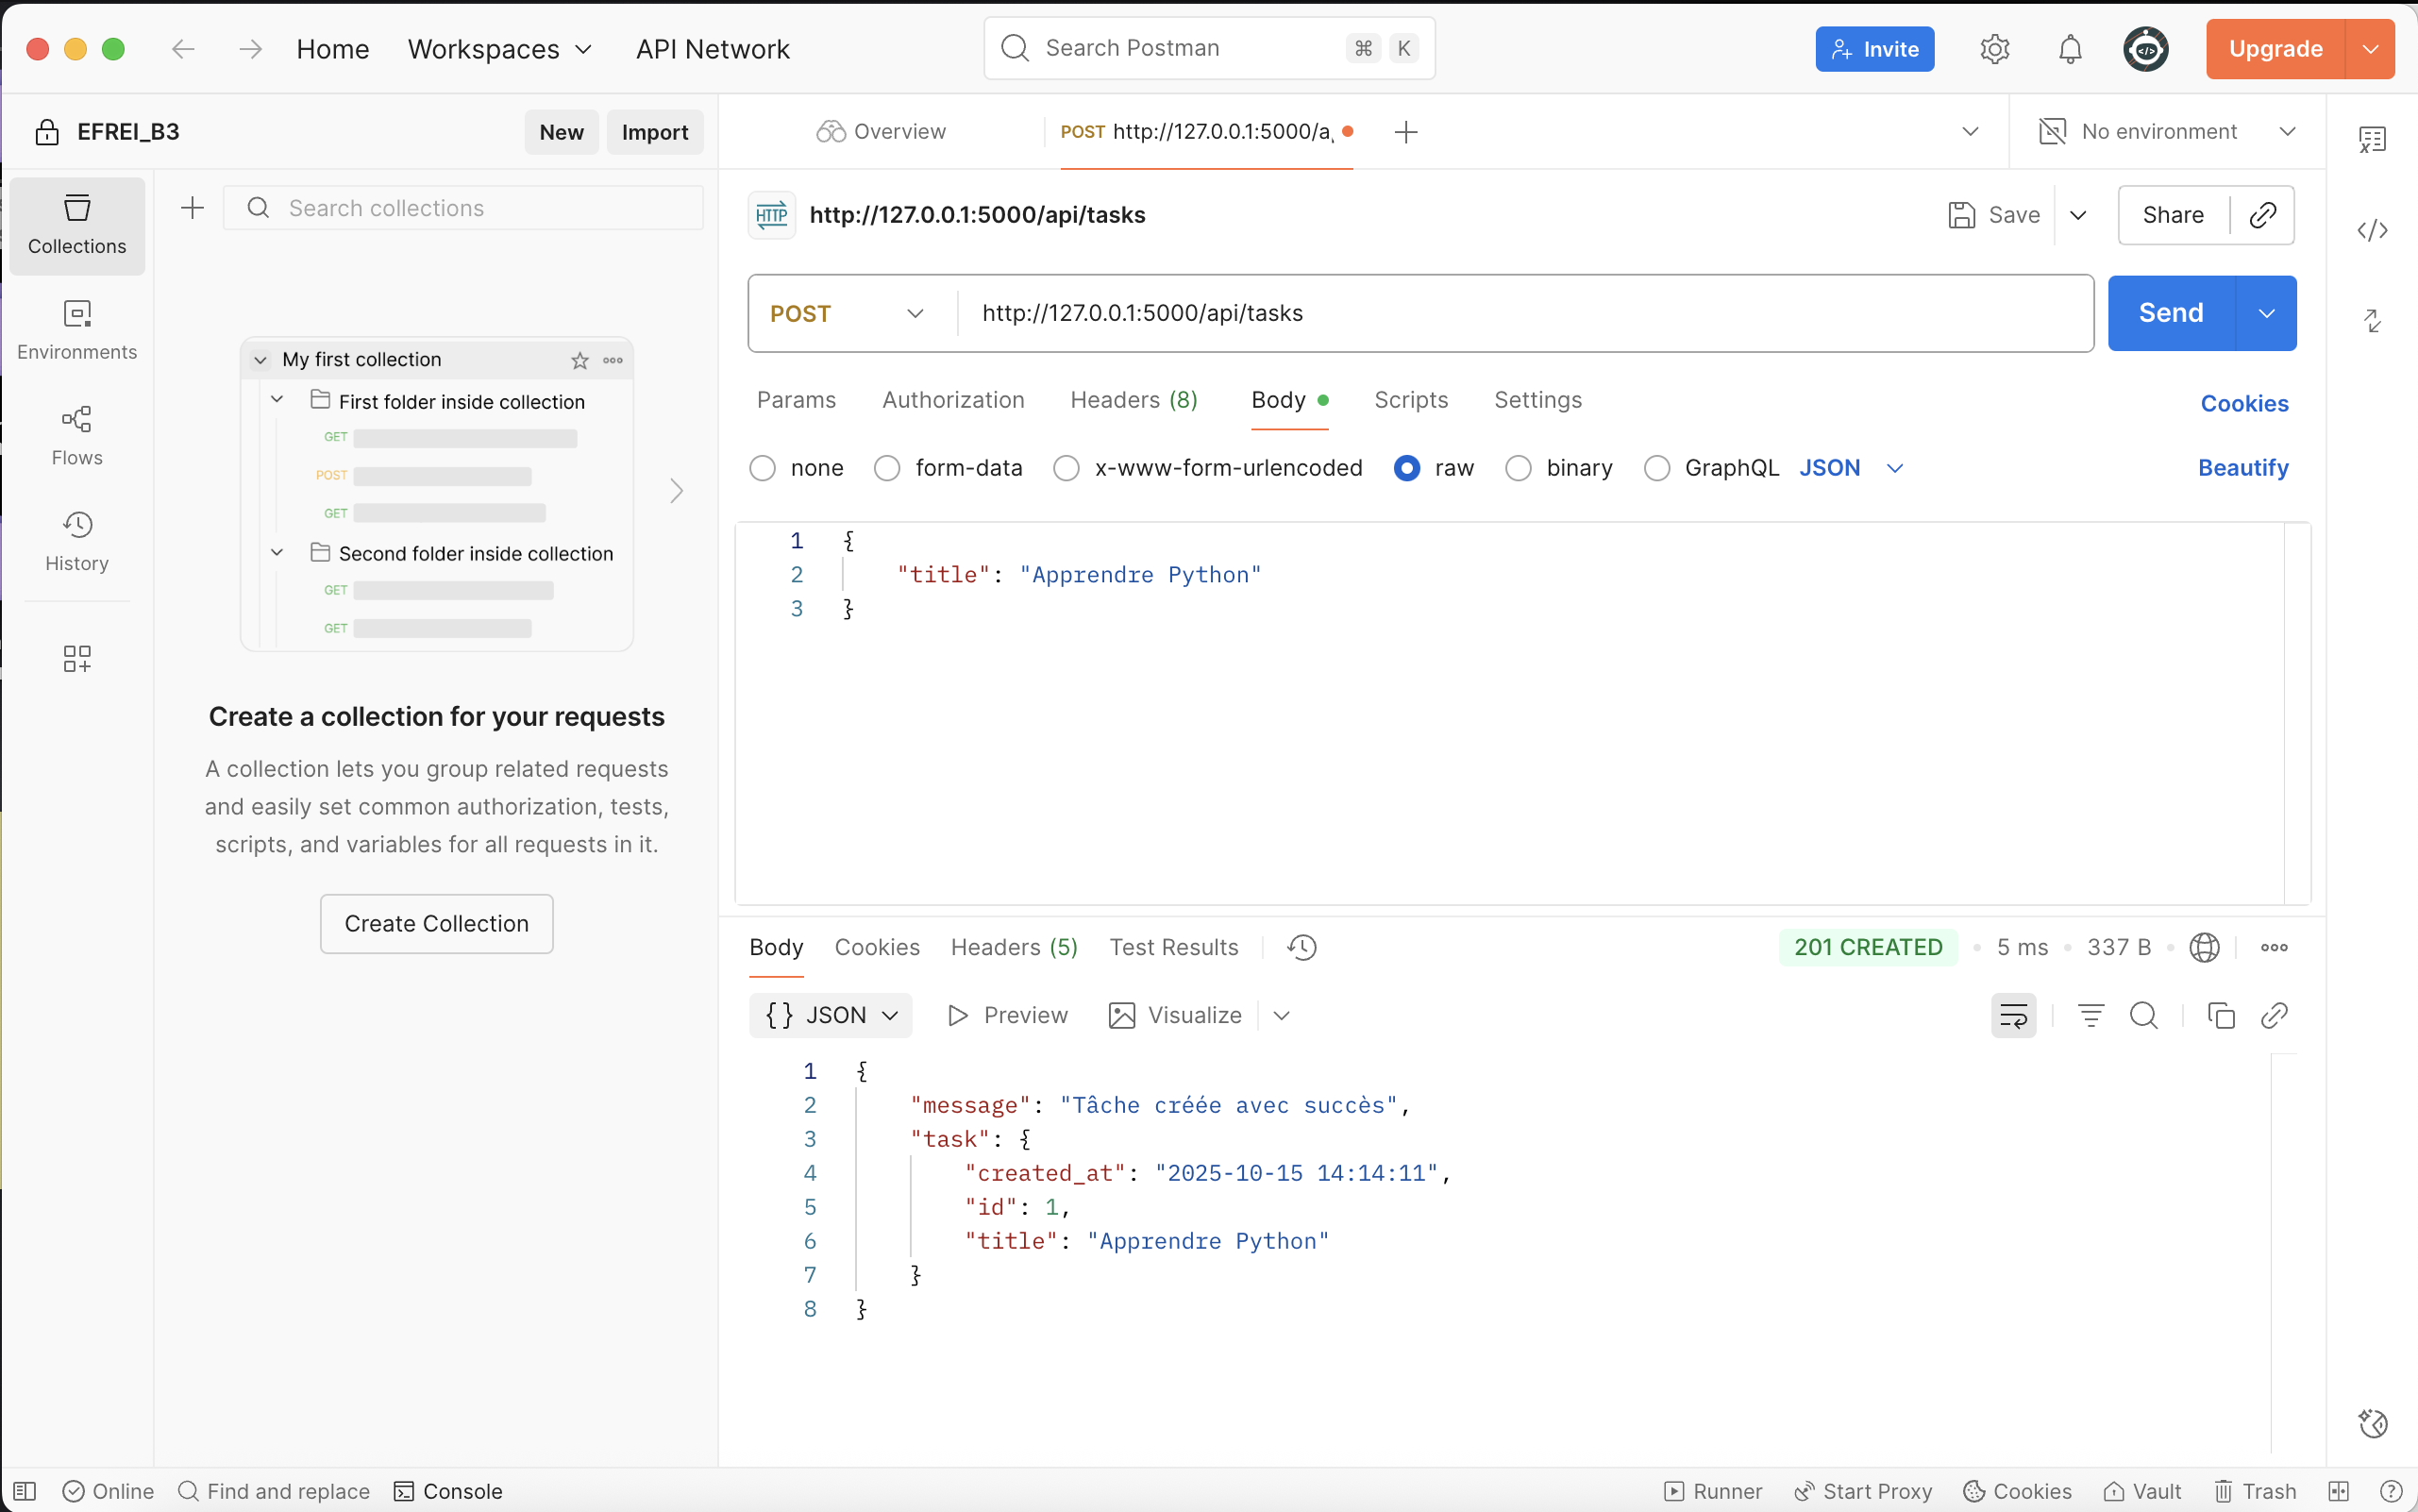 Home Workspaces API Network
Search Postman ⌘ K
Invite
Upgrade
EFREI_B3
New Import
Overview
POST http://127.0.0.1:5000/a
No environment
Collections
Environments
Flows
History
Search collections
My first collection
First folder inside collection
GET
POST
GET
Second folder inside collection
GET
GET
Create a collection for your requests
A collection lets you group related requests
and easily set common authorization, tests,
scripts, and variables for all requests in it.
Create Collection
HTTP http://127.0.0.1:5000/api/tasks
Save Share
POST http://127.0.0.1:5000/api/tasks
Send
Params Authorization Headers (8) Body Scripts Settings Cookies
none form-data x-www-form-urlencoded raw binary GraphQL JSON Beautify
1 {
2 "title": "Apprendre Python"
3 }
Body Cookies Headers (5) Test Results 201 CREATED 5 ms 337 B
{} JSON Preview Visualize
1 {
2 "message": "Tâche créée avec succès",
3 "task": {
4 "created_at": "2025-10-15 14:14:11",
5 "id": 1,
6 "title": "Apprendre Python"
7 }
8 }
Online Find and replace Console Runner Start Proxy Cookies Vault Trash